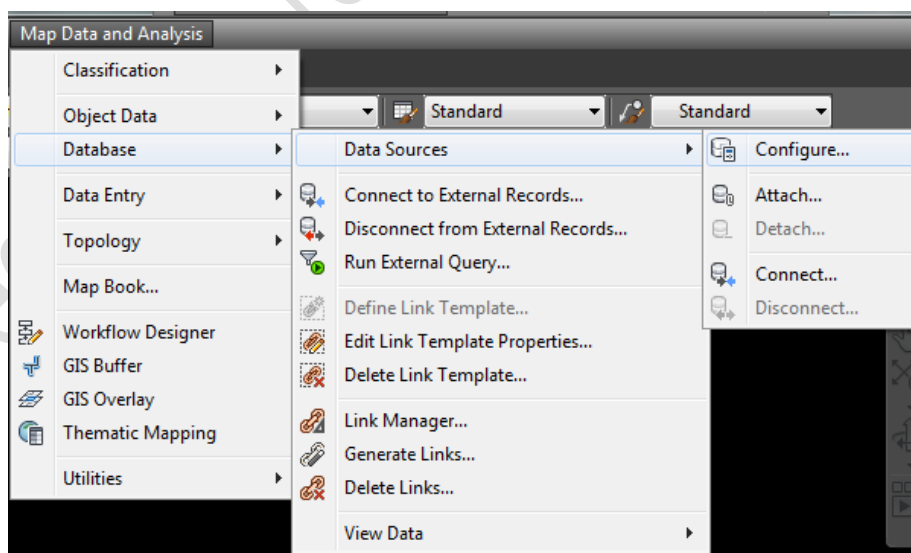 Map Data and Analysis
Classification
Object Data
Standard
Standard
Database
Data Sources
Configure...
Data Entry
Connect to External Records...
Attach...
Disconnect from External Records...
Detach...
Topology
Run External Query...
Connect...
Map Book...
Define Link Template...
Disconnect...
Workflow Designer
Edit Link Template Properties...
GIS Buffer
Delete Link Template...
GIS Overlay
Link Manager...
Thematic Mapping
Generate Links...
Utilities
Delete Links...
View Data